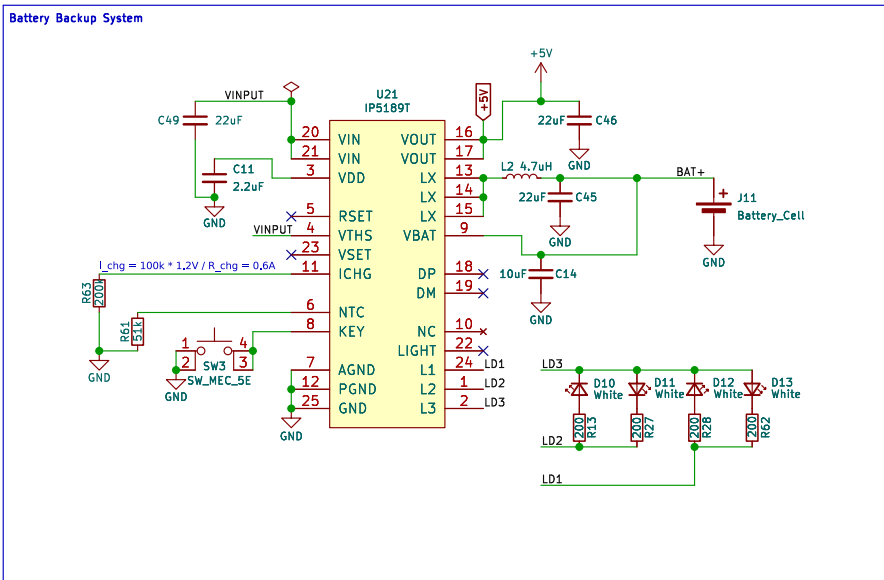 Battery Backup System
VINPUT
C49
22uF
C11
2.2uF
GND
U21
IP5189T
20
VIN
21
VIN
3
VDD
5
RSET
VINPUT
4
VTHS
23
VSET
I_chg = 100k * 1.2V / R_chg = 0.6A
11
ICHG
6
NTC
8
KEY
7
AGND
12
PGND
25
GND
VOUT
16
VOUT
17
LX
13
LX
14
LX
15
VBAT
9
DP
18
DM
19
NC
10
LIGHT
22
L1
24
LD1
L2
1
LD2
L3
2
LD3
R63
200k
R61
51k
GND
1
4
2
3
SW3
SW_MEC_5E
GND
GND
+5V
+5V
22uF
C46
GND
L2 4.7uH
22uF
C45
GND
BAT+
J11
Battery_Cell
GND
10uF
C14
GND
LD3
D10
White
D11
White
D12
White
D13
White
200
R13
200
R27
200
R28
200
R62
LD2
LD1